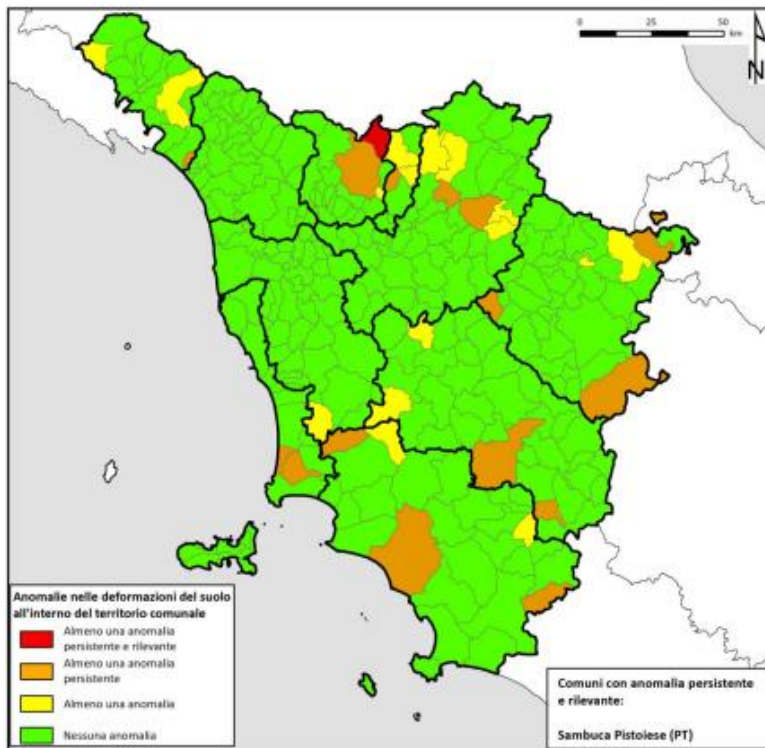 0 25 50
km
N
Anomalie nelle deformazioni del suolo
all'interno del territorio comunale
Almeno una anomalia
persistente e rilevante
Almeno una anomalia
persistente
Almeno una anomalia
Nessuna anomalia
Comuni con anomalia persistente
e rilevante:
Sambuca Pistoiese (PT)